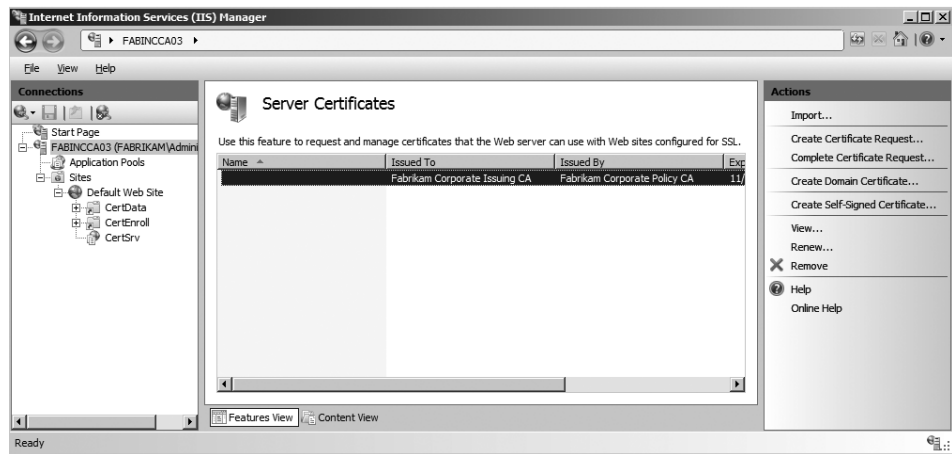 Internet Information Services (IIS) Manager
FABINCCA03
File View Help
Connections
Start Page
FABINCCA03 (FABRIKAM\Admini
Application Pools
Sites
Default Web Site
CertData
CertEnroll
CertSrv
Server Certificates
Use this feature to request and manage certificates that the Web server can use with Web sites configured for SSL.
Name Issued To Issued By Exp
Fabrikam Corporate Issuing CA Fabrikam Corporate Policy CA 11/
Features View Content View
Actions
Import...
Create Certificate Request...
Complete Certificate Request...
Create Domain Certificate...
Create Self-Signed Certificate...
View...
Renew...
Remove
Help
Online Help
Ready